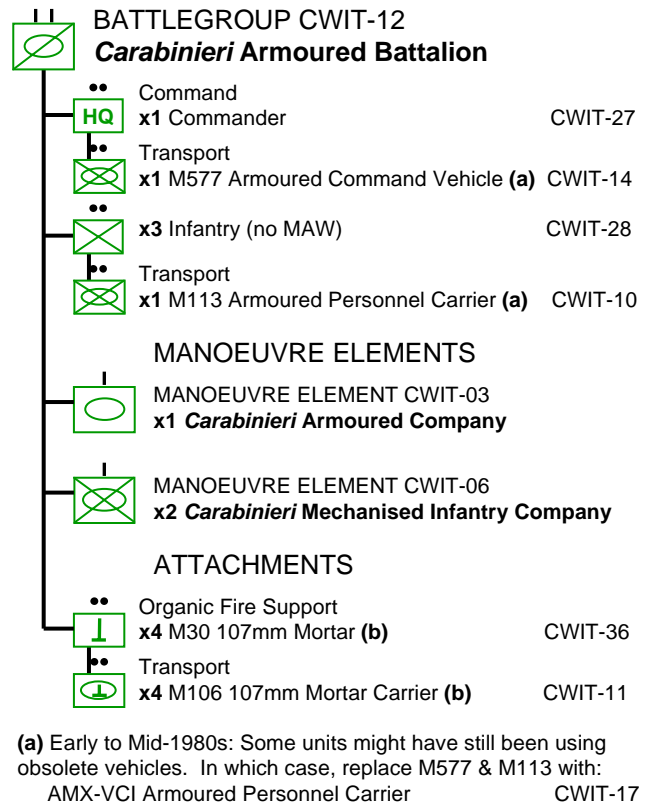 BATTLEGROUP CWIT-12
Carabinieri Armoured Battalion
Command
HQ x1 Commander CWIT-27
Transport
x1 M577 Armoured Command Vehicle (a) CWIT-14
x3 Infantry (no MAW) CWIT-28
Transport
x1 M113 Armoured Personnel Carrier (a) CWIT-10
MANOEUVRE ELEMENTS
MANOEUVRE ELEMENT CWIT-03
x1 Carabinieri Armoured Company
MANOEUVRE ELEMENT CWIT-06
x2 Carabinieri Mechanised Infantry Company
ATTACHMENTS
Organic Fire Support
x4 M30 107mm Mortar (b) CWIT-36
Transport
x4 M106 107mm Mortar Carrier (b) CWIT-11
(a) Early to Mid-1980s: Some units might have still been using
obsolete vehicles. In which case, replace M577 & M113 with:
AMX-VCI Armoured Personnel Carrier CWIT-17